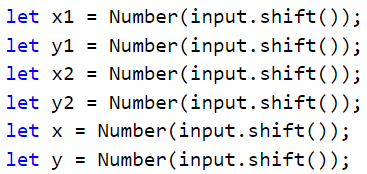 let x1 = Number(input.shift());
let y1 = Number(input.shift());
let x2 = Number(input.shift());
let y2 = Number(input.shift());
let x = Number(input.shift());
let y = Number(input.shift());